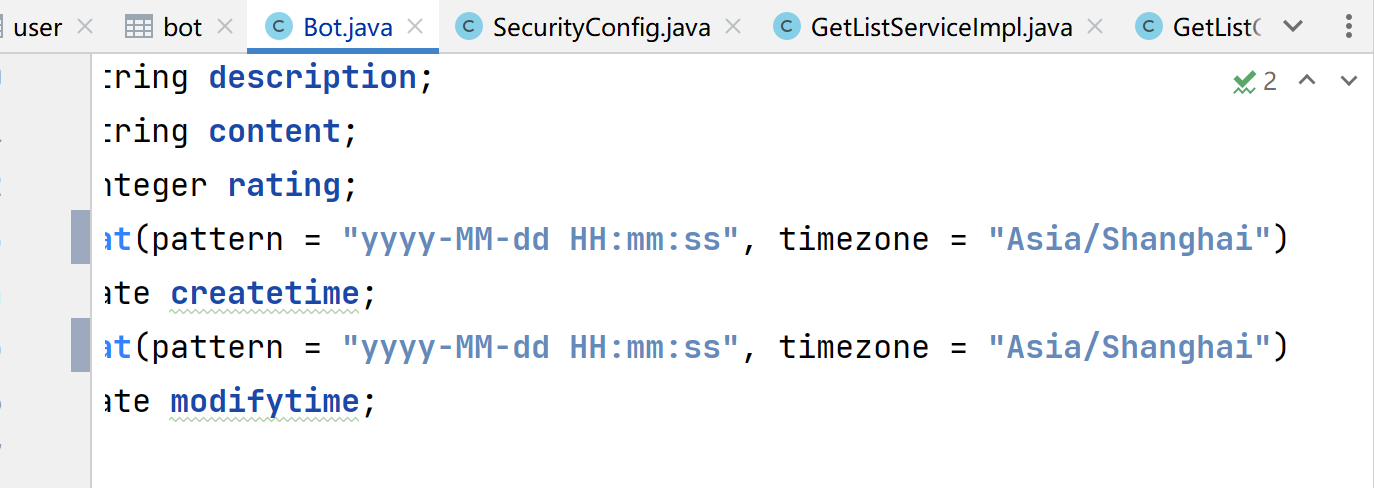 user bot Bot.java SecurityConfig.java GetListServiceImpl.java GetList
2
tring description;
tring content;
nteger rating;
at(pattern = "yyyy-MM-dd HH:mm:ss", timezone = "Asia/Shanghai")
ate createtime;
at(pattern = "yyyy-MM-dd HH:mm:ss", timezone = "Asia/Shanghai")
ate modifytime;